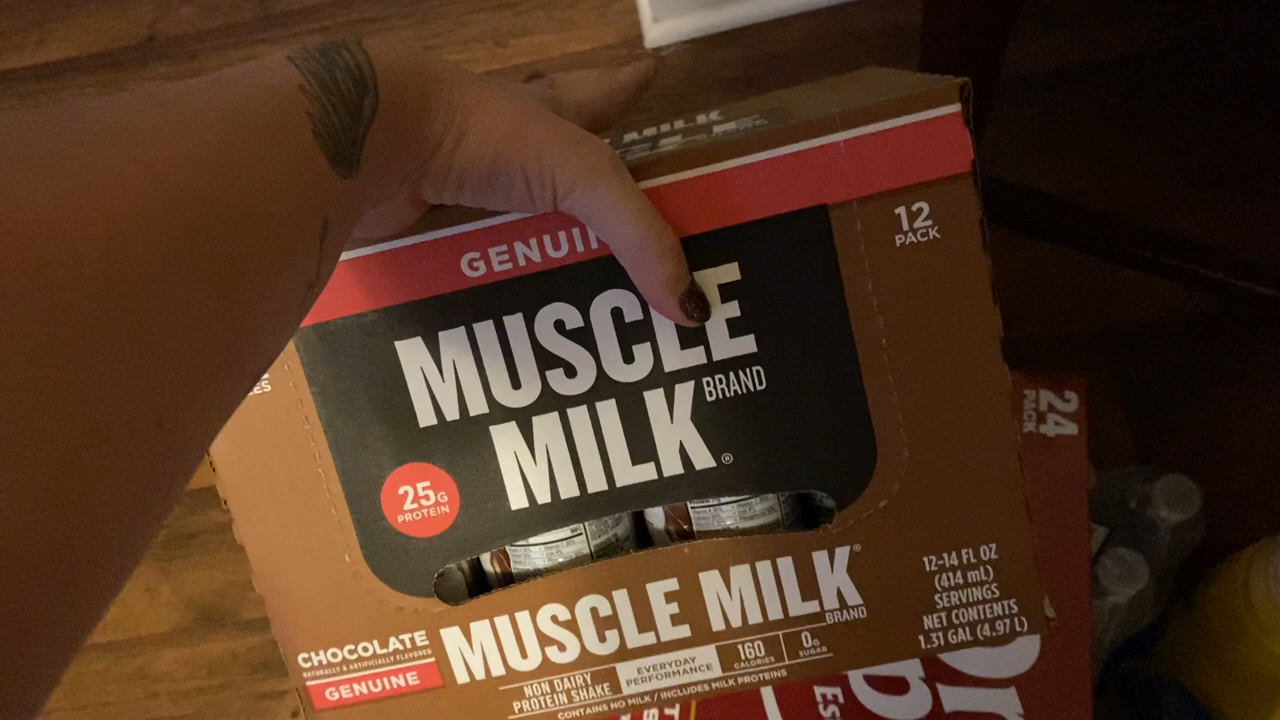 MILK
12
PACK
GENUIN
MUSCLE
MILK BRAND
®
25G
PROTEIN
24
PACK
MUSCLE MILK®
BRAND
CHOCOLATE
NATURALLY & ARTIFICIALLY FLAVORED
GENUINE
NON DAIRY
PROTEIN SHAKE
EVERYDAY
PERFORMANCE
160
CALORIES
0G
SUGAR
CONTAINS NO MILK / INCLUDES MILK PROTEINS
12-14 FL OZ
(414 mL)
SERVINGS
NET CONTENTS
1.31 GAL (4.97 L)